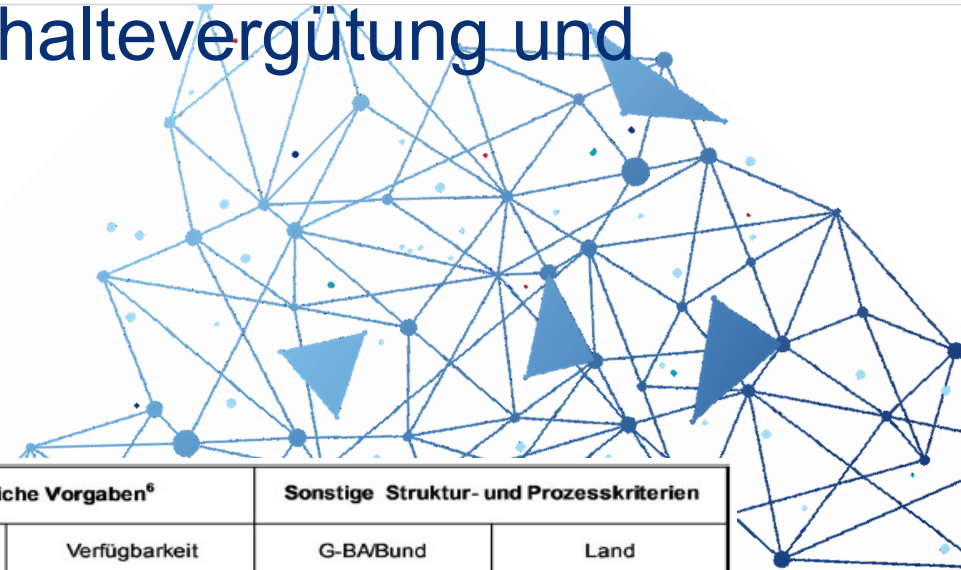 haltevergütung und
iche Vorgaben⁶ Sonstige Struktur- und Prozesskriterien
Verfügbarkeit G-BA/Bund Land